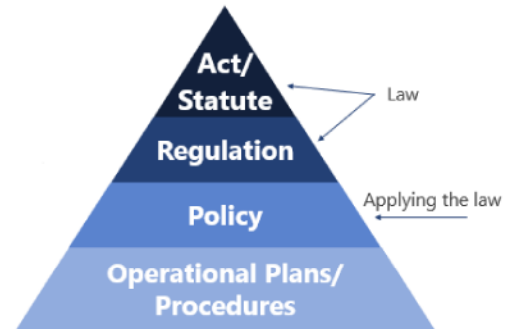 Act/
Statute
Law
Regulation
Applying the law
Policy
Operational Plans/
Procedures